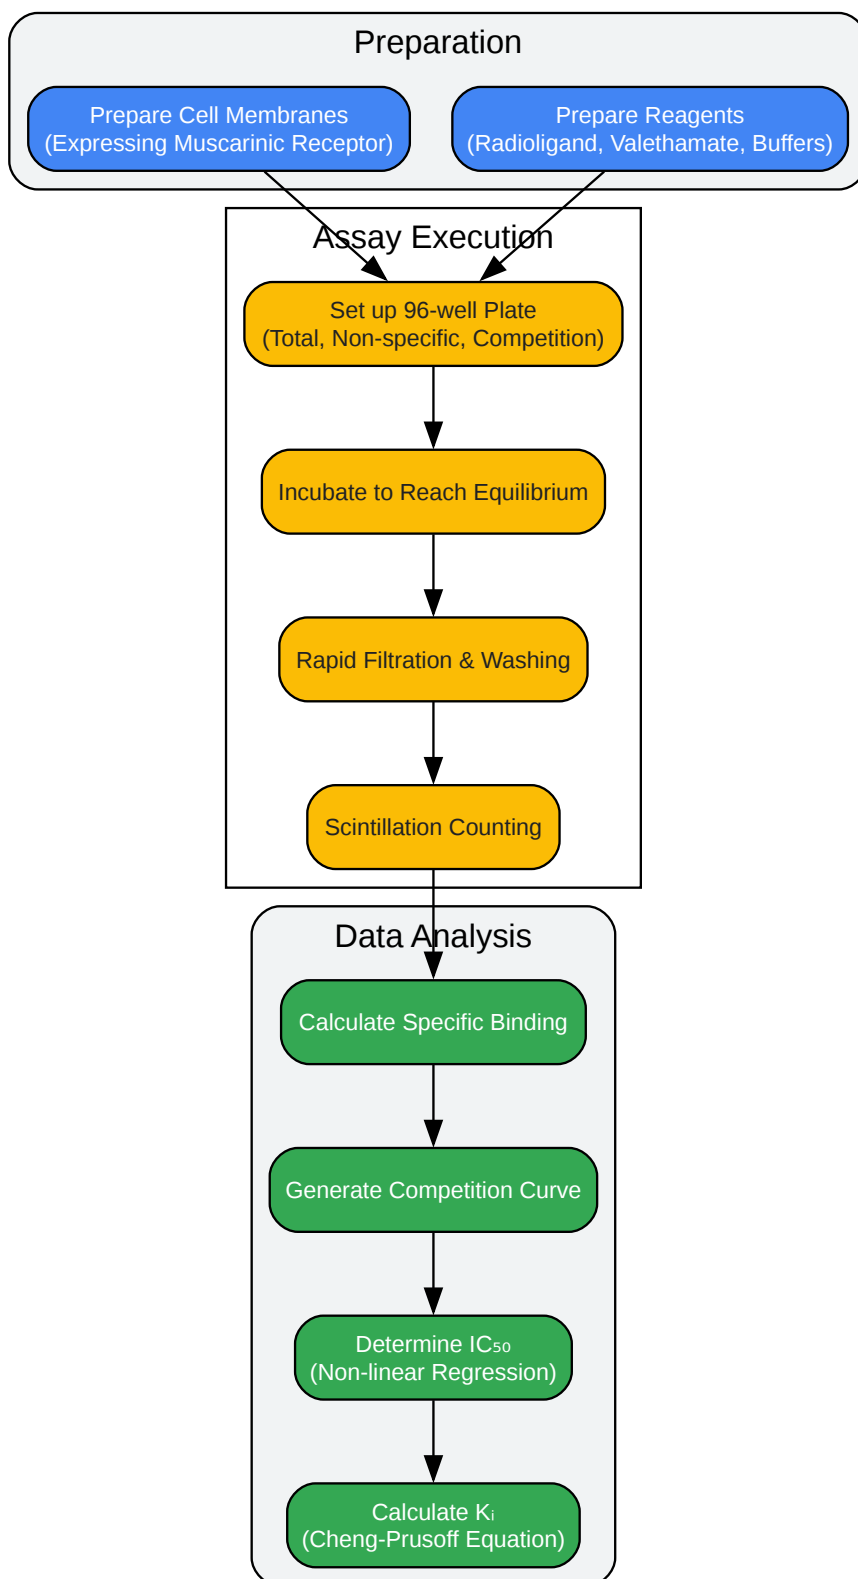 Preparation
Prepare Cell Membranes
(Expressing Muscarinic Receptor)
Prepare Reagents
(Radioligand, Valethamate, Buffers)
Assay Execution
Set up 96-well Plate
(Total, Non-specific, Competition)
Incubate to Reach Equilibrium
Rapid Filtration & Washing
Scintillation Counting
Data Analysis
Calculate Specific Binding
Generate Competition Curve
Determine IC₅₀
(Non-linear Regression)
Calculate Kᵢ
(Cheng-Prusoff Equation)